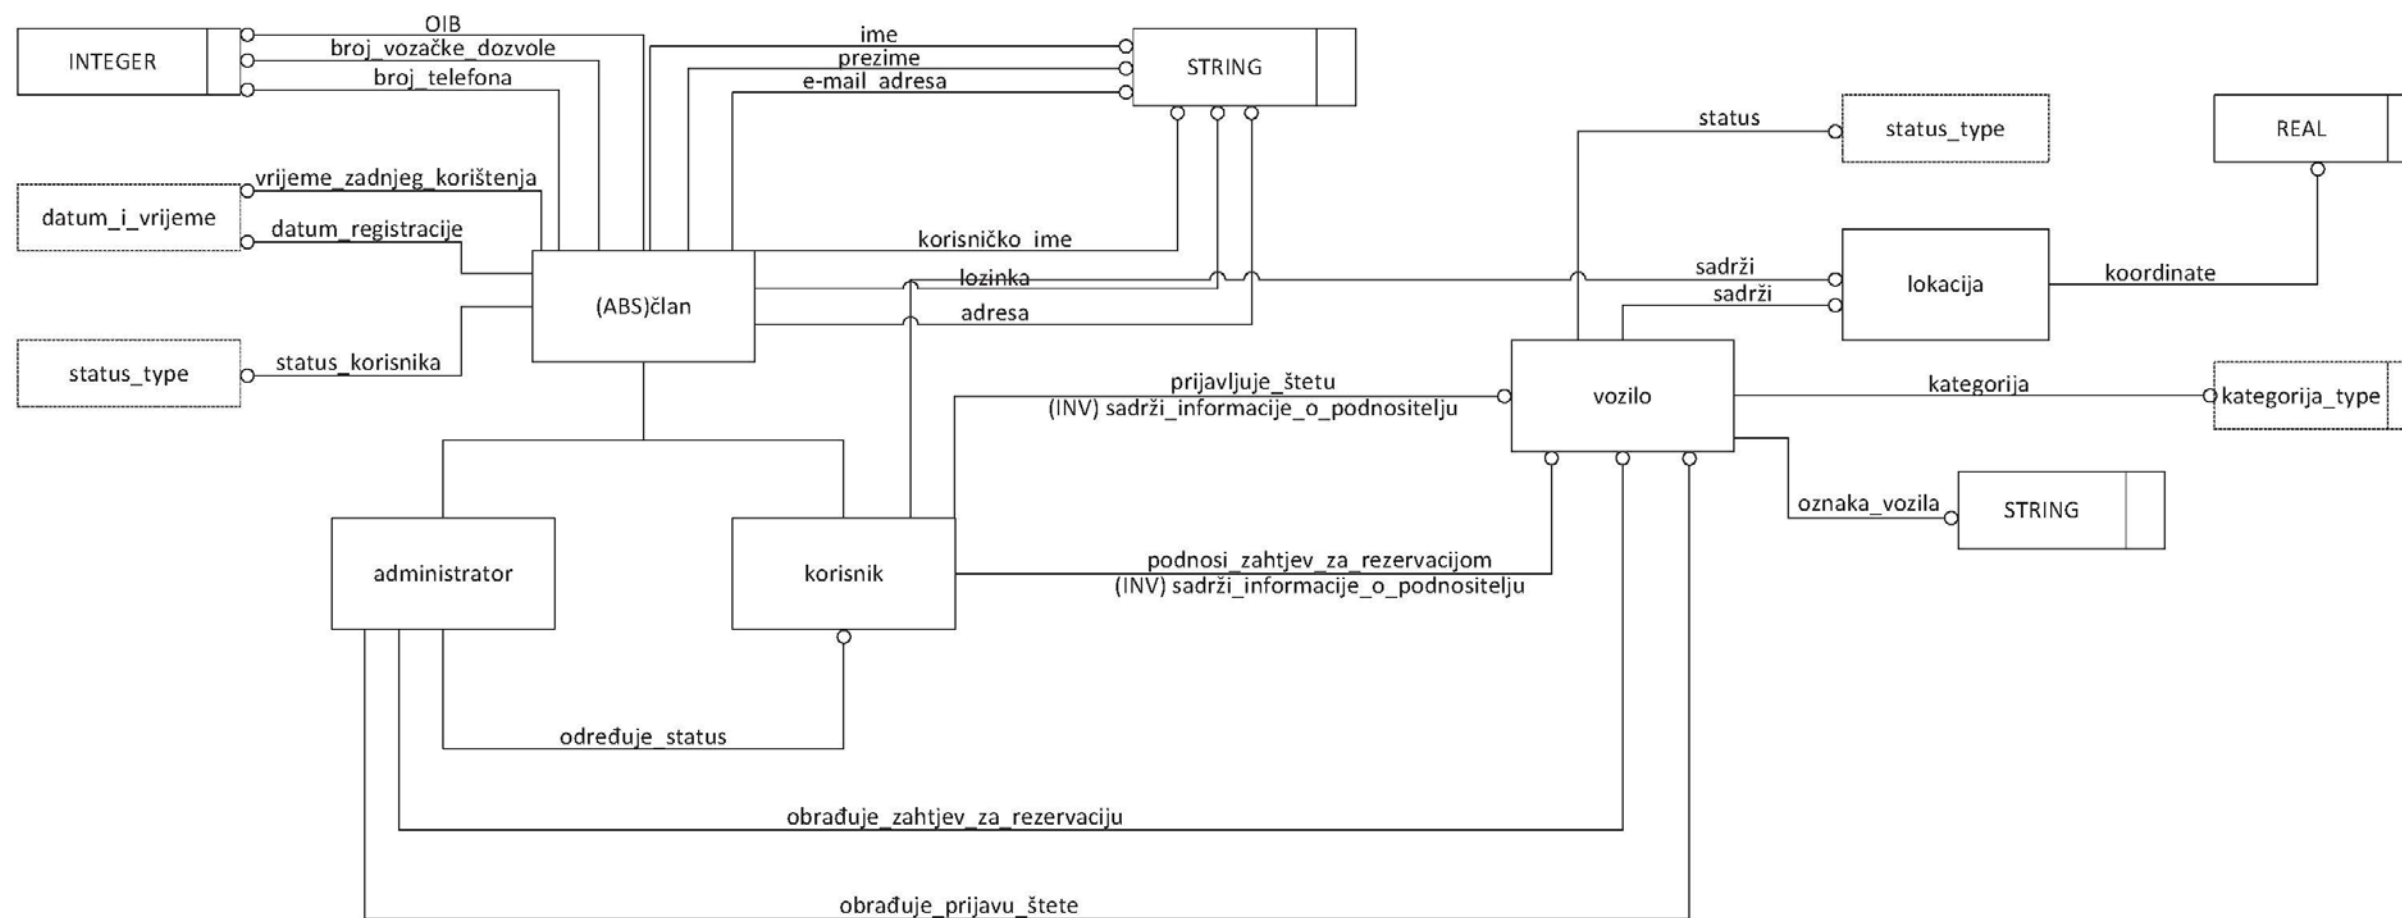 OIB
ime
INTEGER
broj_vozačke_dozvole
prezime
STRING
broj_telefona
e-mail_adresa
status
status_type
REAL
vrijeme_zadnjeg_korištenja
datum_i_vrijeme
datum_registracije
korisničko_ime
lozinka
sadrži
koordinate
sadrži
lokacija
(ABS)član
adresa
status_type
status_korisnika
prijavljuje_štetu
(INV) sadrži_informacije_o_podnositelju
vozilo
kategorija
kategorija_type
oznaka_vozila
STRING
administrator
korisnik
podnosi_zahtjev_za_rezervacijom
(INV) sadrži_informacije_o_podnositelju
određuje_status
obrađuje_zahtjev_za_rezervaciju
obrađuje_prijavu_štete